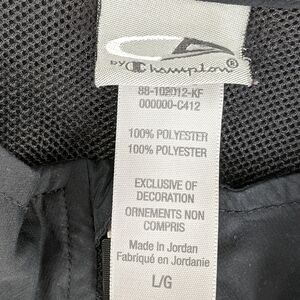 BY Champion®
88-102012-KF
000000-C412
100% POLYESTER
100% POLYESTER
EXCLUSIVE OF
DECORATION
ORNEMENTS NON
COMPRIS
Made in Jordan
Fabriqué en Jordanie
L/G